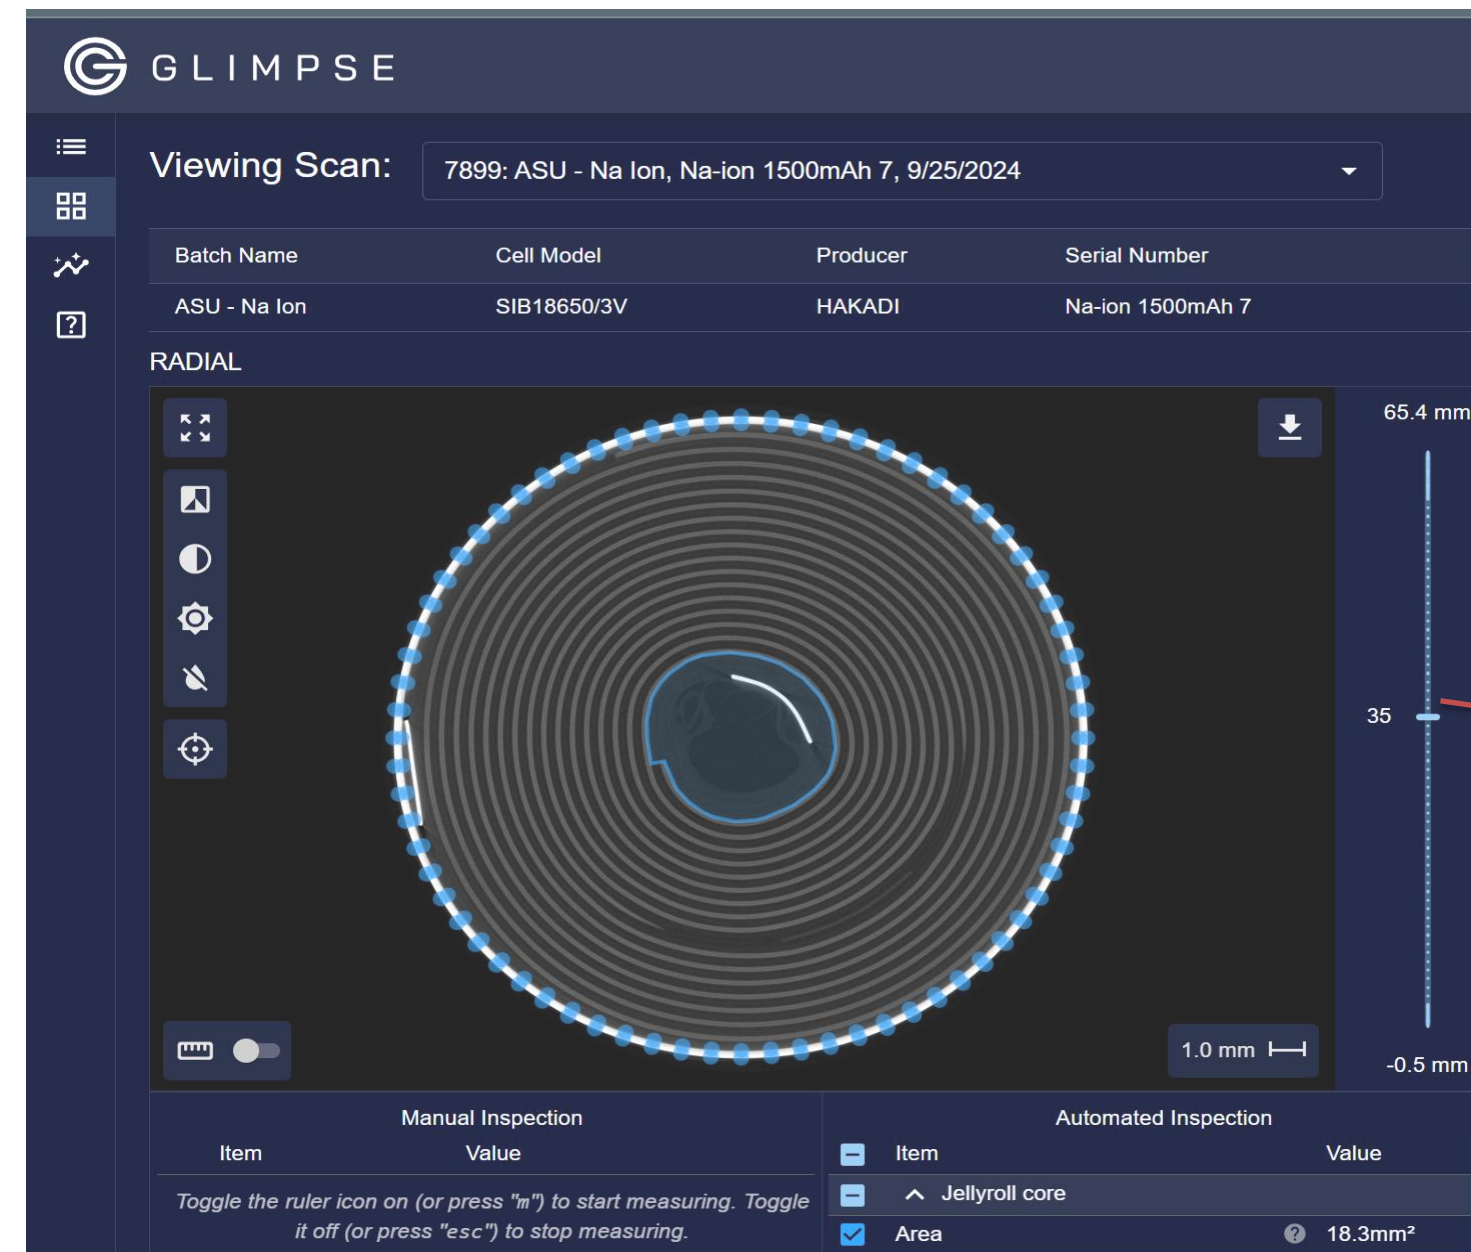 GLIMPSE
Viewing Scan:
7899: ASU - Na Ion, Na-ion 1500mAh 7, 9/25/2024
Batch Name Cell Model Producer Serial Number
ASU - Na Ion SIB18650/3V HAKADI Na-ion 1500mAh 7
RADIAL
65.4 mm
35
1.0 mm
-0.5 mm
Manual Inspection
Item Value
Toggle the ruler icon on (or press "m") to start measuring. Toggle
it off (or press "esc") to stop measuring.
Automated Inspection
Item Value
Jellyroll core
Area ? 18.3mm²